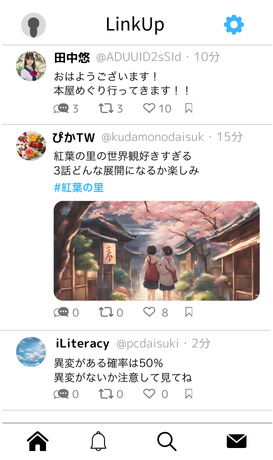 LinkUp
田中悠 @ADUUID2sSId · 10分
おはようございます！
本屋めぐり行ってきます！！
3 3 10
ぴかTW @kudamonodaisuk · 15分
紅葉の里の世界観好きすぎる
3話どんな展開になるか楽しみ
#紅葉の里
0 0 8
iLiteracy @pcdaisuki · 2分
異変がある確率は50%
異変がないか注意して見てね
0 0 0